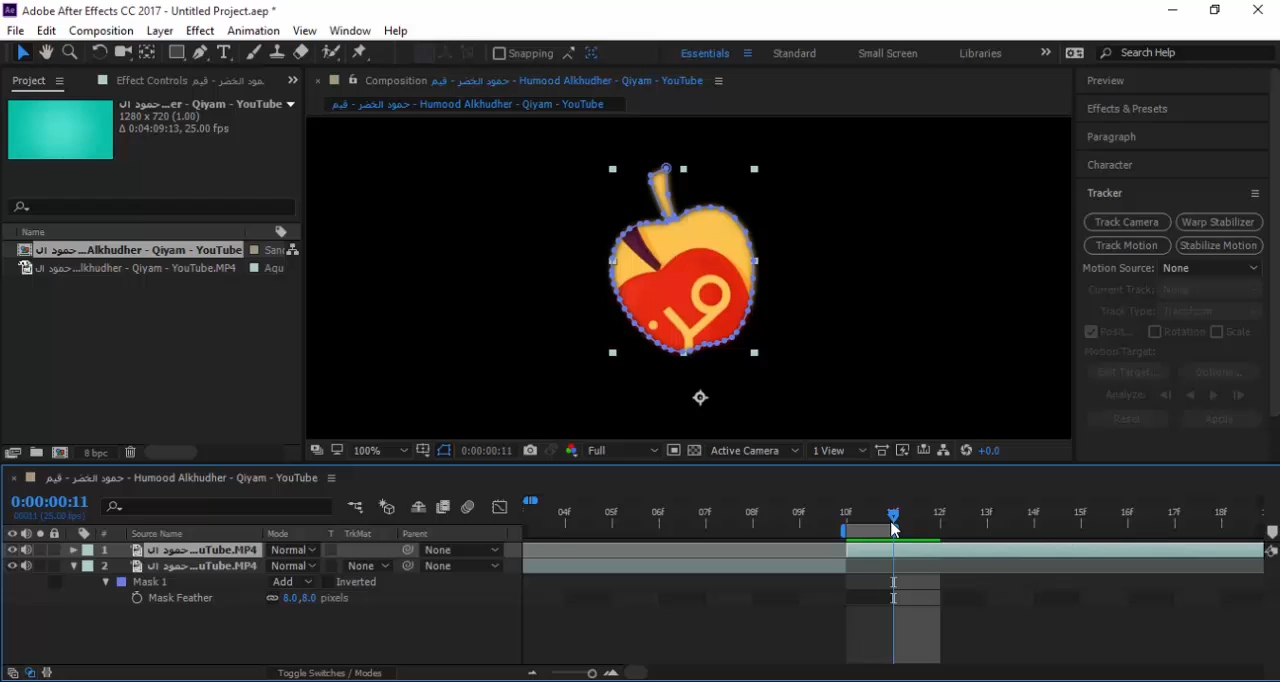 Adobe After Effects CC 2017 - Untitled Project.aep *
File Edit Composition Layer Effect Animation View Window Help
Snapping Essentials Standard Small Screen Libraries Search Help
Project Effect Controls حمود الخضر - قيم
Composition حمود الخضر - قيم - Humood Alkhudher - Qiyam - YouTube
حمود الخضر - قيم - Humood Alkhudher - Qiyam - YouTube
حمود ال...er - Qiyam - YouTube
1280 x 720 (1.00)
Δ 0:04:09:13, 25.00 fps
Name
حمود ال...Alkhudher - Qiyam - YouTube Sand
حمود ال...lkhudher - Qiyam - YouTube.MP4 Aqu
8 bpc
100% 0:00:00:11 Full Active Camera 1 View +0.0
Preview
Effects & Presets
Paragraph
Character
Tracker
Track Camera Warp Stabilizer
Track Motion Stabilize Motion
Motion Source: None
Current Track: None
Track Type: Transform
Posit... Rotation Scale
Motion Target:
Edit Target... Options...
Analyze:
Reset Apply
حمود الخضر - قيم - Humood Alkhudher - Qiyam - YouTube
0:00:00:11
00011 (25.00 fps)
04f 05f 06f 07f 08f 09f 10f 12f 13f 14f 15f 16f 17f 18f
# Source Name Mode T TrkMat Parent
1 حمود ال...uTube.MP4 Normal None
2 حمود ال...uTube.MP4 Normal None None
Mask 1 Add Inverted
Mask Feather 8.0,8.0 pixels
Toggle Switches / Modes